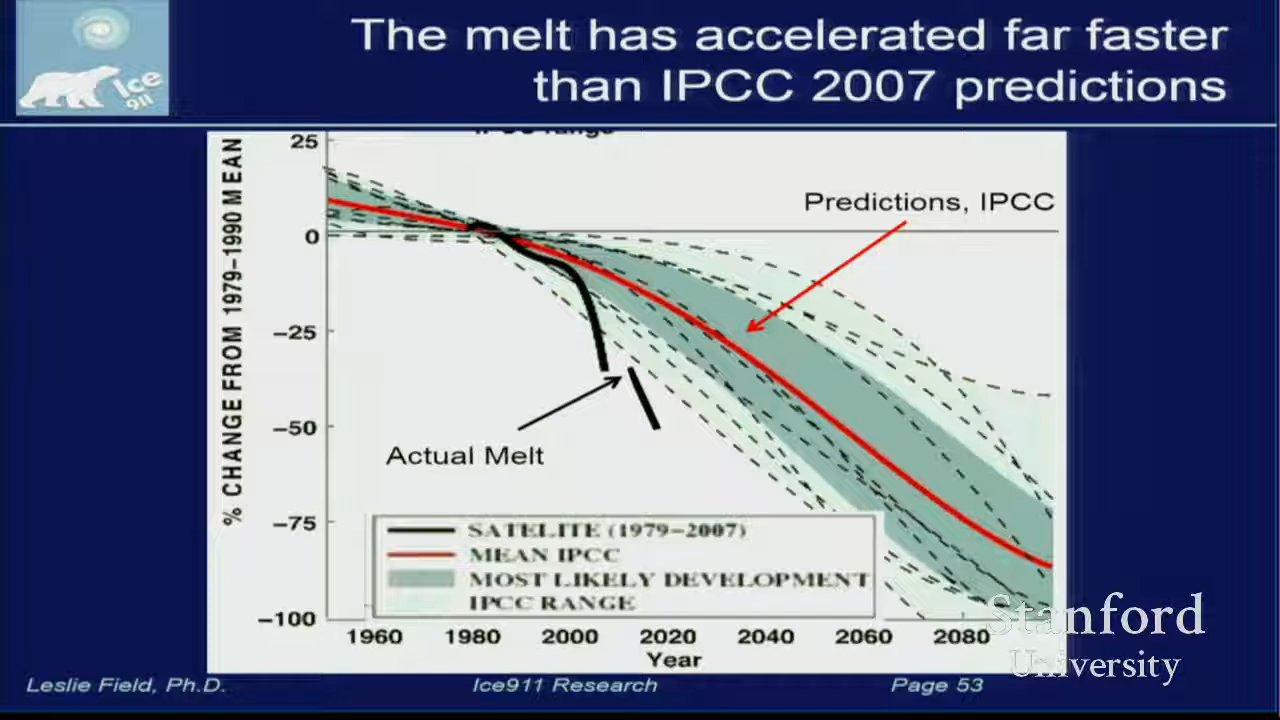 The melt has accelerated far faster
than IPCC 2007 predictions
Ice
911
% CHANGE FROM 1979–1990 MEAN
25
0
−25
−50
−75
−100
Predictions, IPCC
Actual Melt
SATELITE (1979−2007)
MEAN IPCC
MOST LIKELY DEVELOPMENT
IPCC RANGE
1960 1980 2000 2020 2040 2060 2080
Year
Stanford
University
Leslie Field, Ph.D. Ice911 Research Page 53